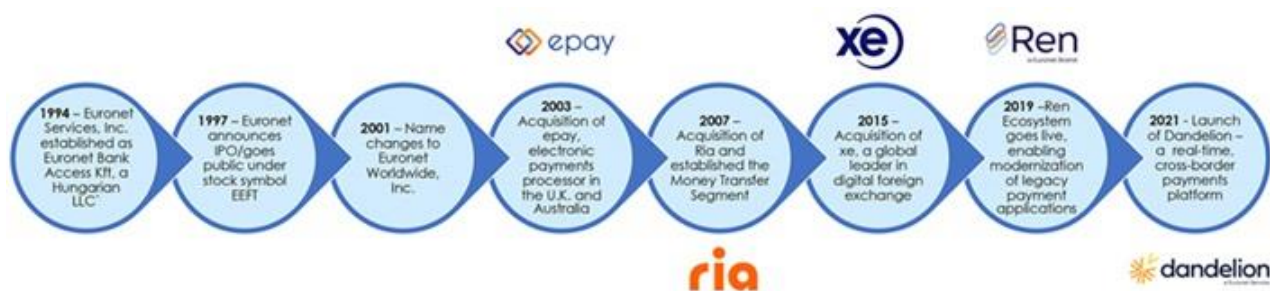 epay
xe
Ren
a Euronet Brand
1994 – Euronet
Services, Inc.
established as
Euronet Bank
Access Kft, a
Hungarian
LLC
1997 – Euronet
announces
IPO/goes
public under
stock symbol
EEFT
2001 – Name
changes to
Euronet
Worldwide,
Inc.
2003 –
Acquisition of
epay,
electronic
payments
processor in
the U.K. and
Australia
2007 –
Acquisition of
Ria and
established the
Money Transfer
Segment
2015 –
Acquisition of
xe, a global
leader in
digital foreign
exchange
2019 –Ren
Ecosystem
goes live,
enabling
modernization
of legacy
payment
applications
2021 - Launch
of Dandelion –
a real-time,
cross-border
payments
platform
ria
dandelion
a Euronet Service